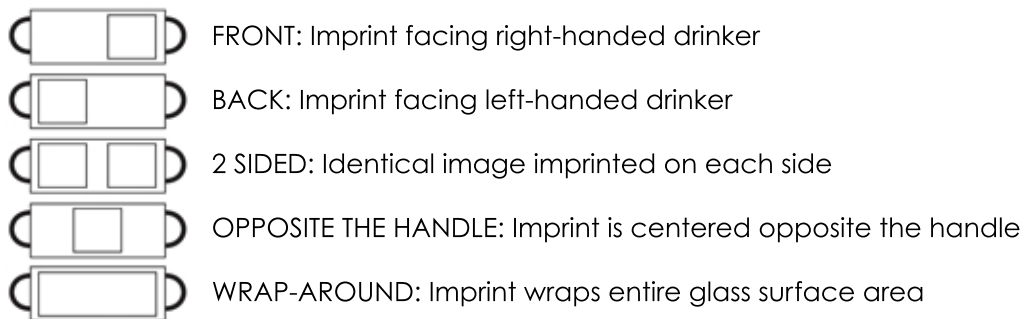 FRONT: Imprint facing right-handed drinker
BACK: Imprint facing left-handed drinker
2 SIDED: Identical image imprinted on each side
OPPOSITE THE HANDLE: Imprint is centered opposite the handle
WRAP-AROUND: Imprint wraps entire glass surface area